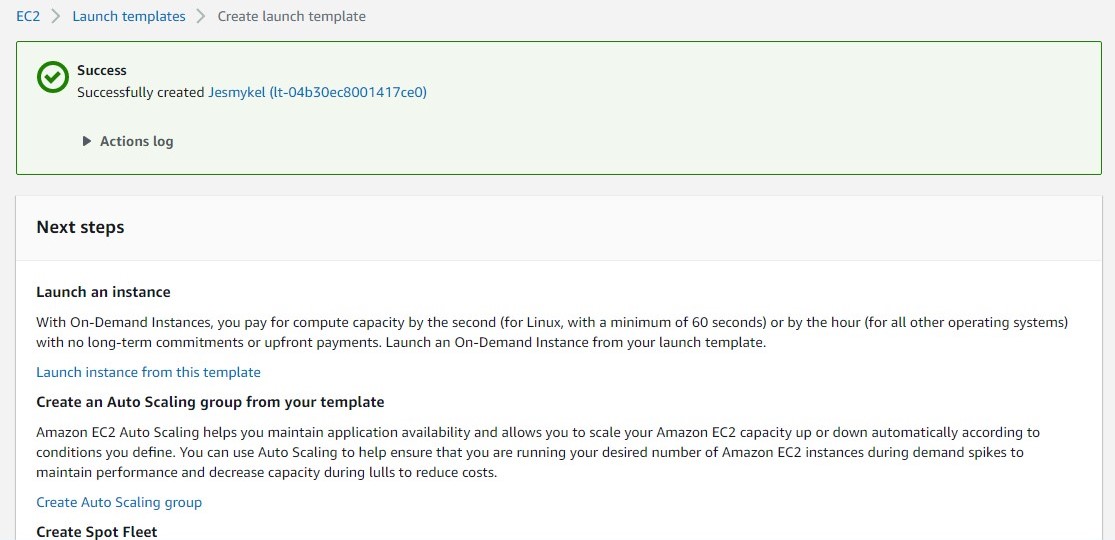 EC2 > Launch templates > Create launch template
Success
Successfully created Jesmykel (lt-04b30ec8001417ce0)
Actions log
Next steps
Launch an instance
With On-Demand Instances, you pay for compute capacity by the second (for Linux, with a minimum of 60 seconds) or by the hour (for all other operating systems)
with no long-term commitments or upfront payments. Launch an On-Demand Instance from your launch template.
Launch instance from this template
Create an Auto Scaling group from your template
Amazon EC2 Auto Scaling helps you maintain application availability and allows you to scale your Amazon EC2 capacity up or down automatically according to
conditions you define. You can use Auto Scaling to help ensure that you are running your desired number of Amazon EC2 instances during demand spikes to
maintain performance and decrease capacity during lulls to reduce costs.
Create Auto Scaling group
Create Spot Fleet